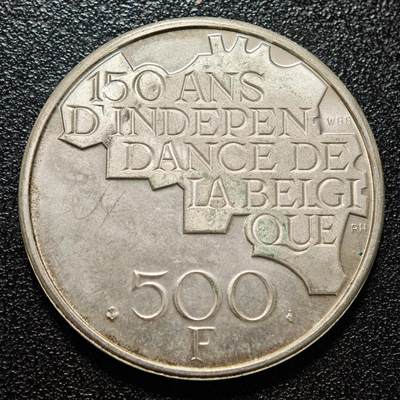 150 ANS
D'INDEPEN
DANCE DE
LA BELGI
QUE
500
F